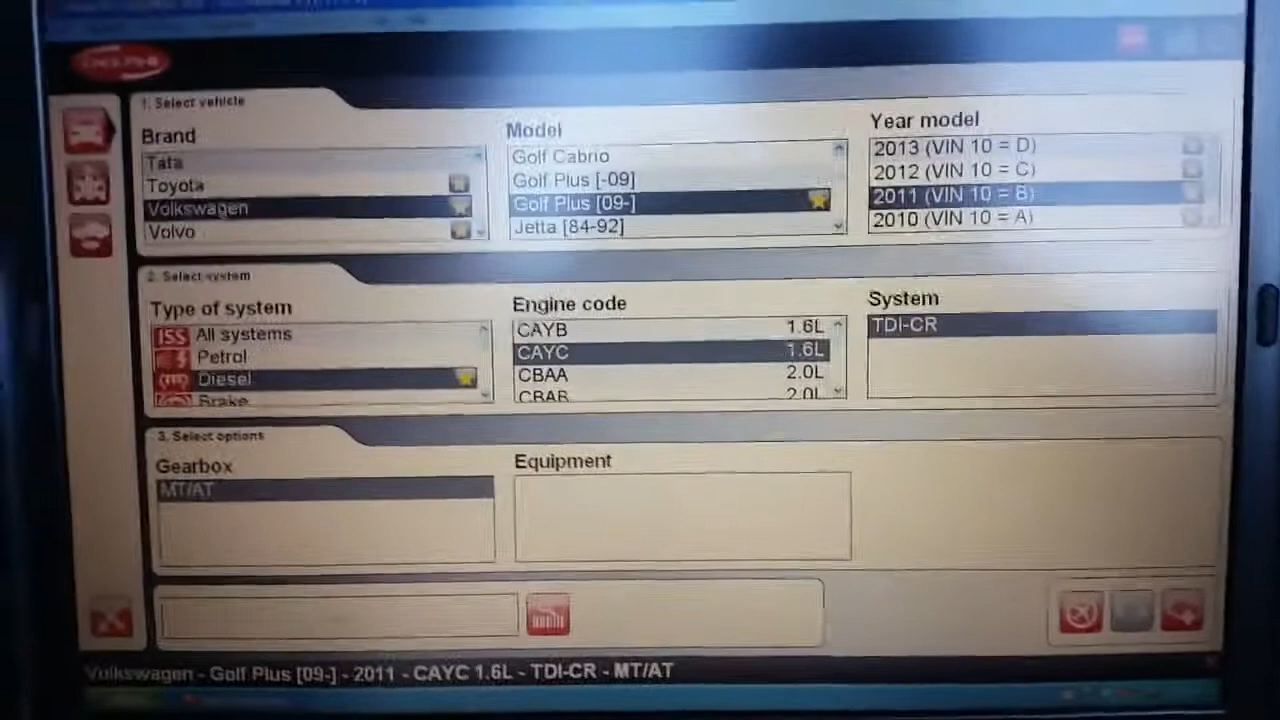 DELPHI
1. Select vehicle
Brand
Tata
Toyota
Volkswagen
Volvo
Model
Golf Cabrio
Golf Plus [-09]
Golf Plus [09-]
Jetta [84-92]
Year model
2013 (VIN 10 = D)
2012 (VIN 10 = C)
2011 (VIN 10 = B)
2010 (VIN 10 = A)
2. Select system
Type of system
All systems
Petrol
Diesel
Brake
Engine code
CAYB 1.6L
CAYC 1.6L
CBAA 2.0L
CBAB 2.0L
System
TDI-CR
3. Select options
Gearbox
MT/AT
Equipment
Volkswagen - Golf Plus [09-] - 2011 - CAYC 1.6L - TDI-CR - MT/AT